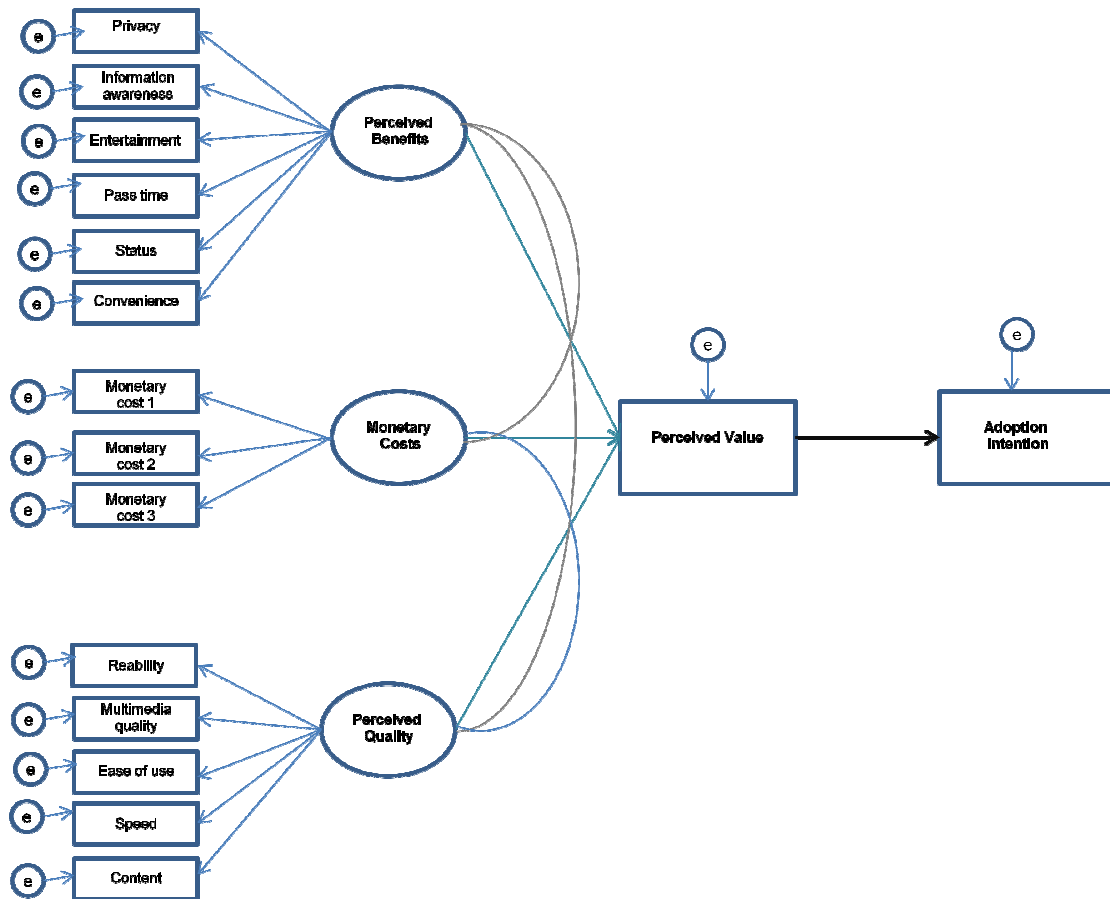 e
Privacy
e
Information
awareness
e
Entertainment
e
Pass time
e
Status
e
Convenience
Perceived
Benefits
e
Monetary
cost 1
e
Monetary
cost 2
e
Monetary
cost 3
Monetary
Costs
e
Reability
e
Multimedia
quality
e
Ease of use
e
Speed
e
Content
Perceived
Quality
e
Perceived Value
e
Adoption
Intention